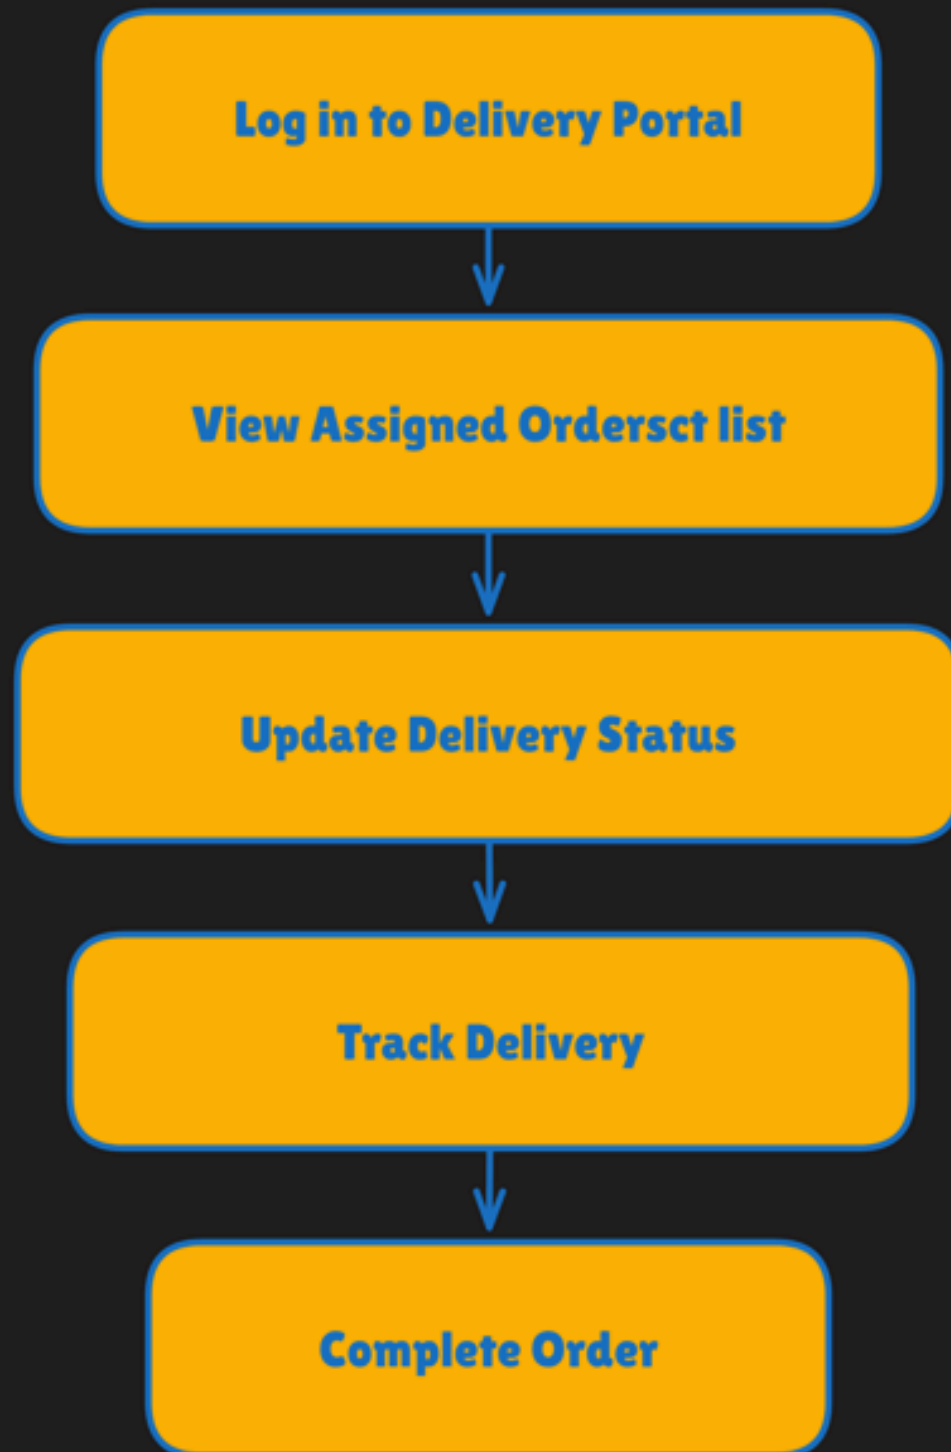 Log in to Delivery Portal
View Assigned Ordersct list
Update Delivery Status
Track Delivery
Complete Order